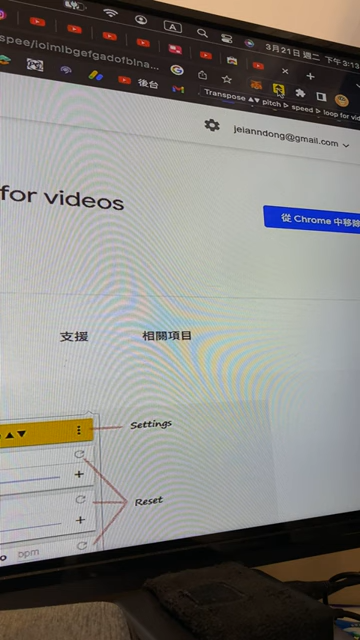 A
3月21日 週二 下午3:13
spee/iolmlbgefgadofbina...
後台
Transpose ▲▼ pitch ▷ speed ▷ loop for vid
jeianndong@gmail.com
for videos
從 Chrome 中移除
支援
相關項目
▲▼
Settings
Reset
bpm